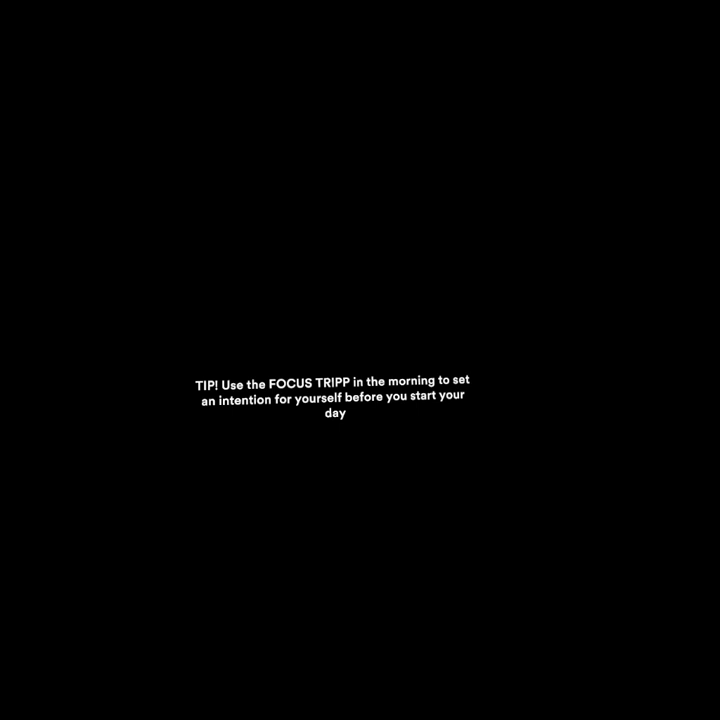 TIP! Use the FOCUS TRIPP in the morning to set
an intention for yourself before you start your
day